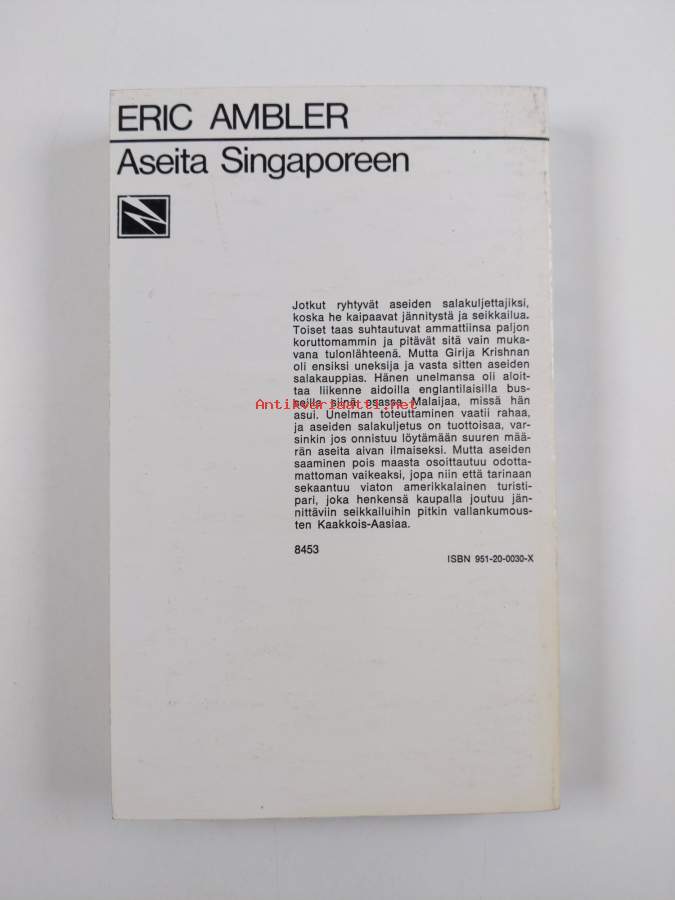 ERIC AMBLER
Aseita Singaporeen
Jotkut ryhtyvät aseiden salakuljettajiksi,
koska he kaipaavat jännitystä ja seikkailua.
Toiset taas suhtautuvat ammattiinsa paljon
koruttomammin ja pitävät sitä vain muka-
vana tulonlähteenä. Mutta Girija Krishnan
oli ensiksi uneksija ja vasta sitten aseiden
salakauppias. Hänen unelmansa oli aloit-
taa liikenne aidoilla englantilaisilla bus-
seilla siinä osassa Malaijaa, missä hän
Antikvariaatti.net
asui. Unelman toteuttaminen vaatii rahaa,
ja aseiden salakuljetus on tuottoisaa, var-
sinkin jos onnistuu löytämään suuren mää-
rän aseita aivan ilmaiseksi. Mutta aseiden
saaminen pois maasta osoittautuu odotta-
mattoman vaikeaksi, jopa niin että tarinaan
sekaantuu viaton amerikkalainen turisti-
pari, joka henkensä kaupalla joutuu jän-
nittäviin seikkailuihin pitkin vallankumous-
ten Kaakkois-Aasiaa.
8453
ISBN 951-20-0030-X